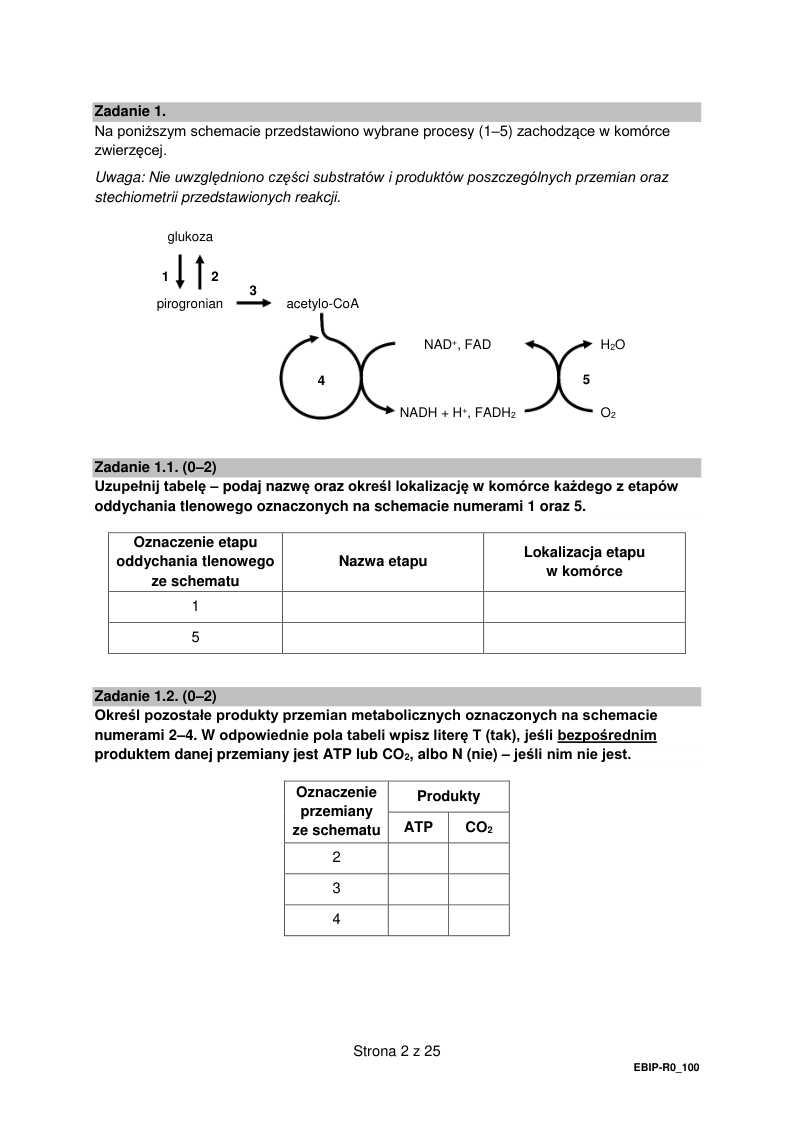 Zadanie 1.
Na poniższym schemacie przedstawiono wybrane procesy (1–5) zachodzące w komórce
zwierzęcej.
Uwaga: Nie uwzględniono części substratów i produktów poszczególnych przemian oraz
stechiometrii przedstawionych reakcji.
glukoza
1 2
3
pirogronian acetylo-CoA
NAD⁺, FAD H₂O
4 5
NADH + H⁺, FADH₂ O₂
Zadanie 1.1. (0–2)
Uzupełnij tabelę – podaj nazwę oraz określ lokalizację w komórce każdego z etapów
oddychania tlenowego oznaczonych na schemacie numerami 1 oraz 5.
Oznaczenie etapu
oddychania tlenowego
ze schematu
Nazwa etapu
Lokalizacja etapu
w komórce
1
5
Zadanie 1.2. (0–2)
Określ pozostałe produkty przemian metabolicznych oznaczonych na schemacie
numerami 2–4. W odpowiednie pola tabeli wpisz literę T (tak), jeśli bezpośrednim
produktem danej przemiany jest ATP lub CO₂, albo N (nie) – jeśli nim nie jest.
Oznaczenie
przemiany
ze schematu
Produkty
ATP CO₂
2
3
4
Strona 2 z 25
EBIP-R0_100